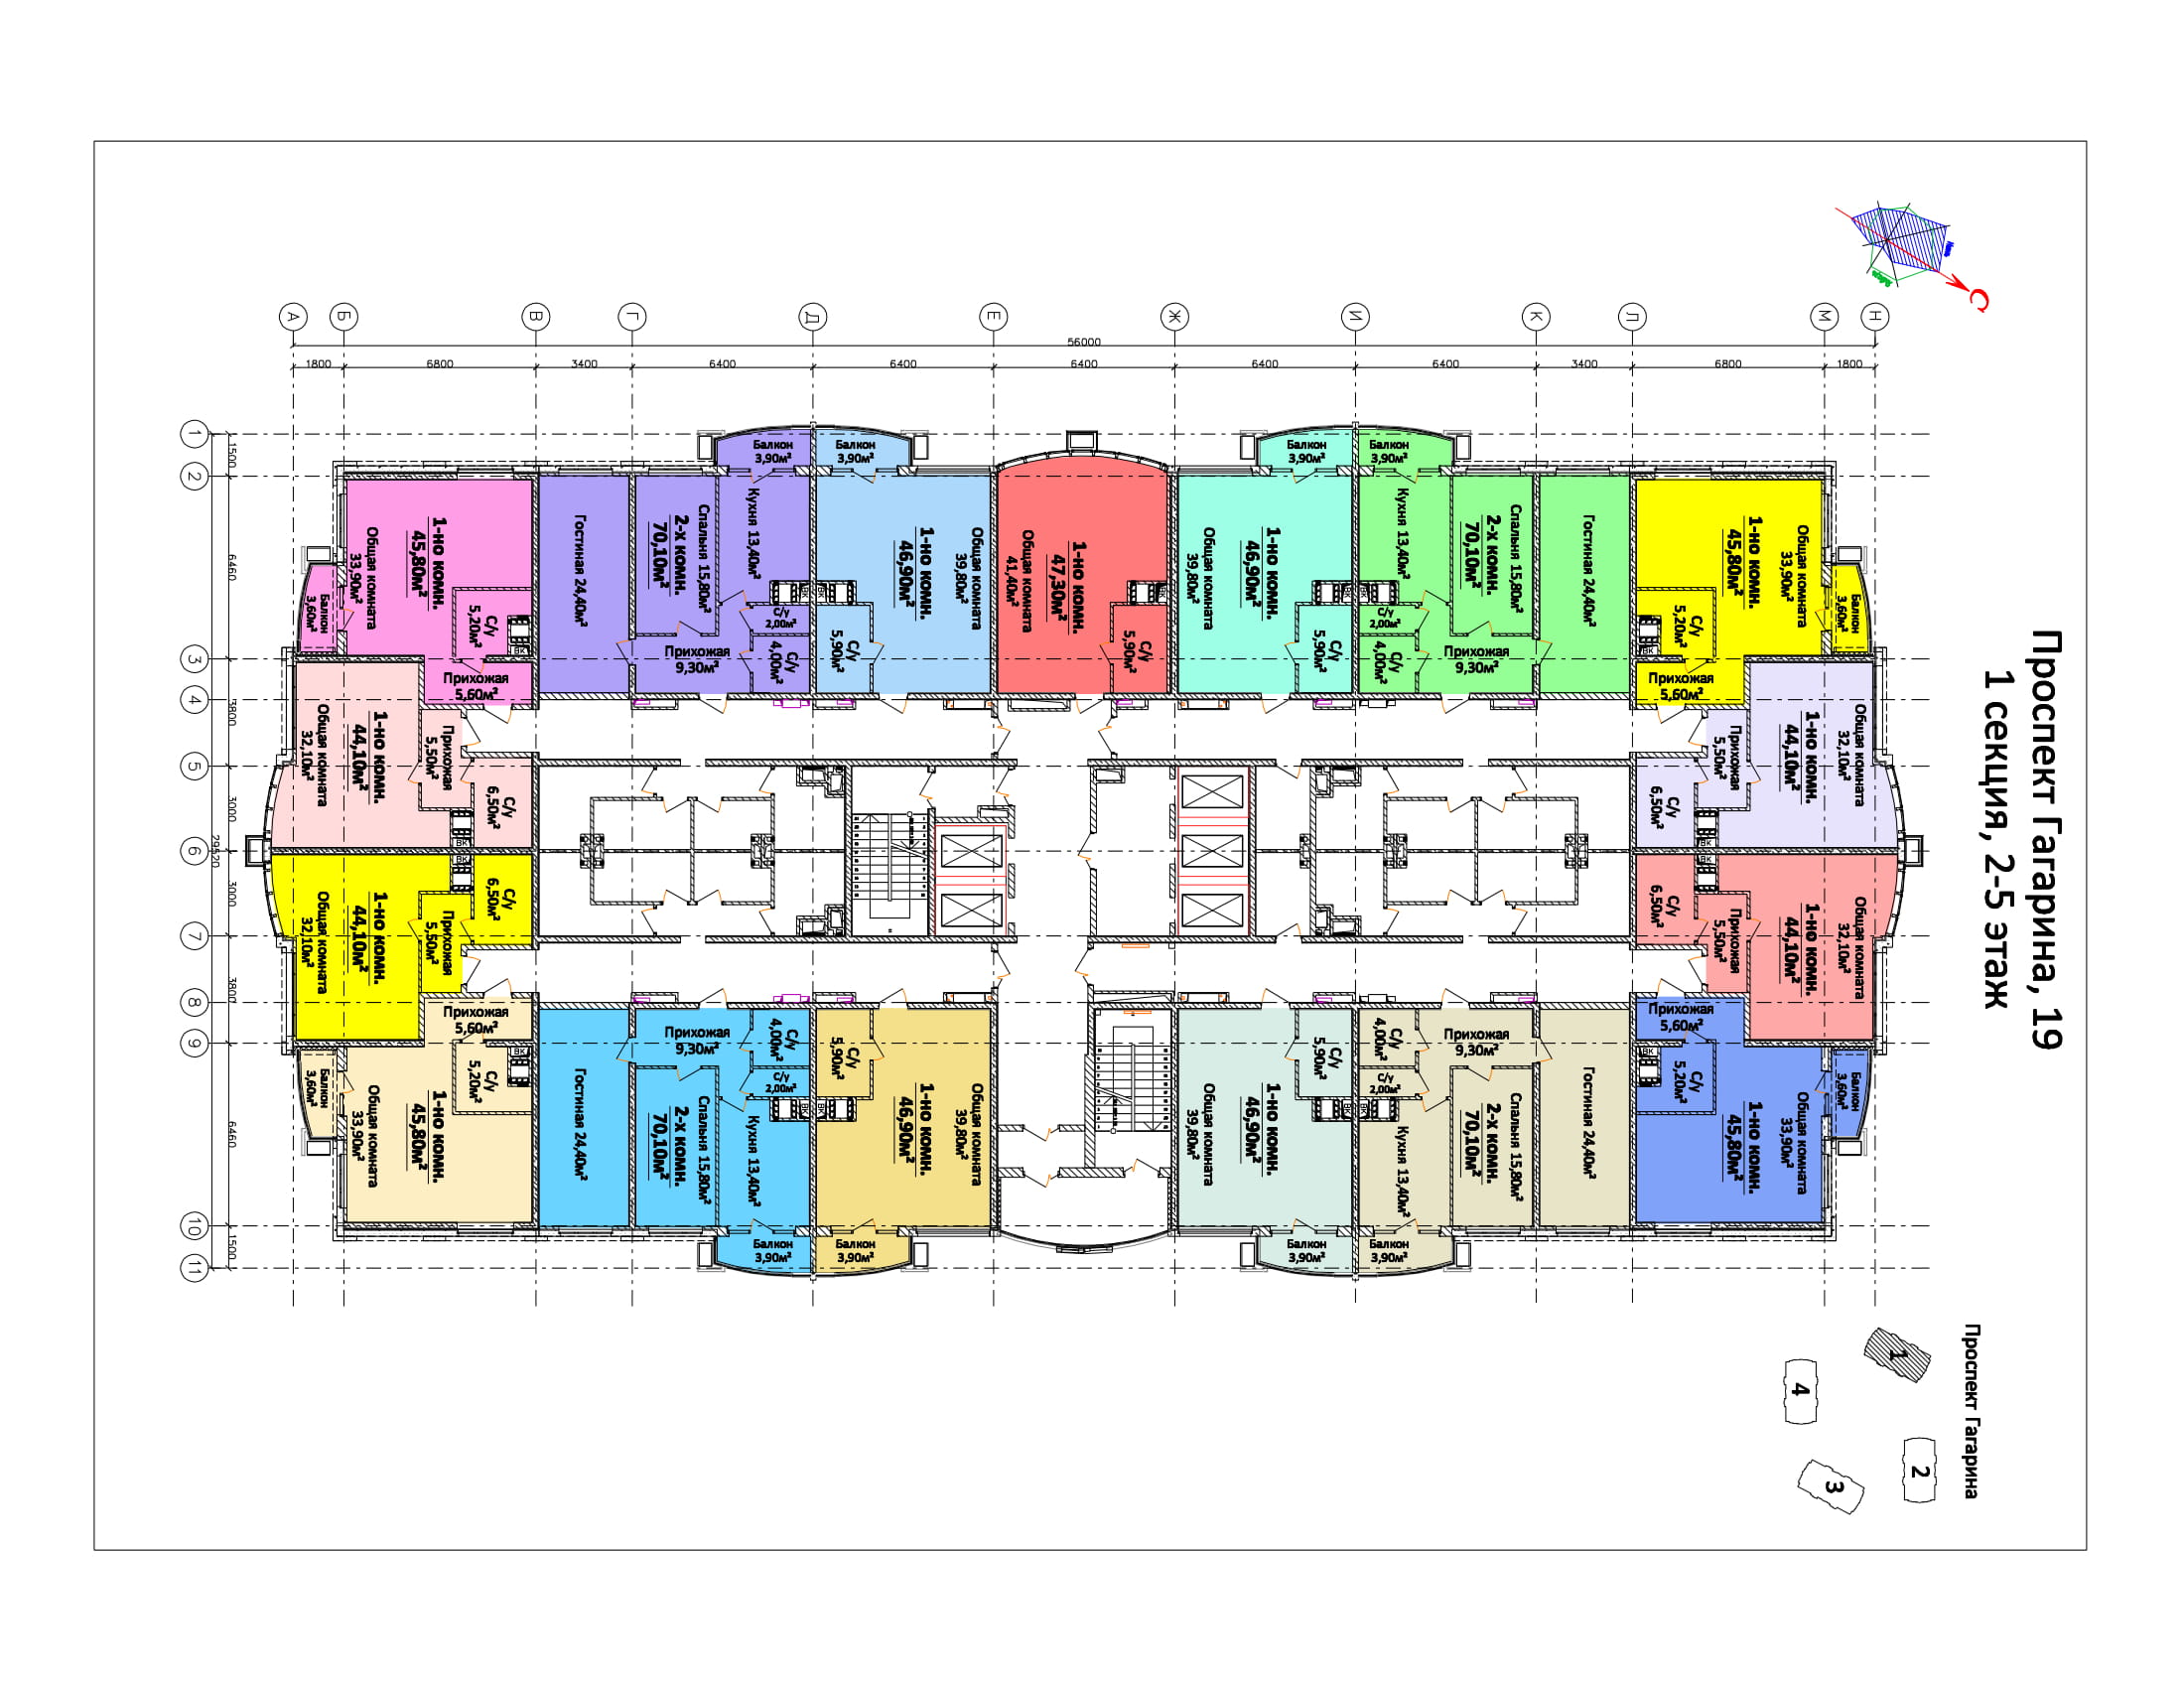 Проспект Гагарина, 19
1 секция, 2-5 этаж
С
А
Б
В
Г
Д
Е
Ж
И
К
Л
М
Н
56000
1800
6800
3400
6400
6400
6400
6400
6400
3400
6800
1800
1
2
3
4
5
6
7
8
9
10
11
1500
6460
3800
3000
3000
3800
6460
1500
29520
Балкон
3,90м²
Балкон
3,90м²
Балкон
3,90м²
Балкон
3,90м²
1-но комн.
45,80м²
Общая комната
33,90м²
С/у
5,20м²
Прихожая
5,60м²
Балкон
3,60м²
ВК
Гостиная 24,40м²
2-х комн.
70,10м²
Спальня 15,80м²
Кухня 13,40м²
С/у
2,00м²
С/у
4,00м²
Прихожая
9,30м²
ВК
ВК
1-но комн.
46,90м²
Общая комната
39,80м²
С/у
5,90м²
1-но комн.
47,30м²
Общая комната
41,40м²
С/у
5,90м²
ВК
1-но комн.
46,90м²
Общая комната
39,80м²
С/у
5,90м²
ВК
ВК
Кухня 13,40м²
2-х комн.
70,10м²
Спальня 15,80м²
Гостиная 24,40м²
С/у
2,00м²
С/у
4,00м²
Прихожая
9,30м²
1-но комн.
45,80м²
Общая комната
33,90м²
С/у
5,20м²
Прихожая
5,60м²
Балкон
3,60м²
ВК
1-но комн.
44,10м²
Общая комната
32,10м²
Прихожая
5,50м²
С/у
6,50м²
ВК
1-но комн.
44,10м²
Общая комната
32,10м²
Прихожая
5,50м²
С/у
6,50м²
ВК
1-но комн.
44,10м²
Общая комната
32,10м²
Прихожая
5,50м²
С/у
6,50м²
ВК
1-но комн.
44,10м²
Общая комната
32,10м²
Прихожая
5,50м²
С/у
6,50м²
ВК
Прихожая
5,60м²
С/у
5,20м²
1-но комн.
45,80м²
Общая комната
33,90м²
Балкон
3,60м²
ВК
Гостиная 24,40м²
Прихожая
9,30м²
С/у
4,00м²
С/у
2,00м²
2-х комн.
70,10м²
Спальня 15,80м²
Кухня 13,40м²
ВК
ВК
С/у
5,90м²
1-но комн.
46,90м²
Общая комната
39,80м²
1-но комн.
46,90м²
Общая комната
39,80м²
С/у
5,90м²
ВК
ВК
С/у
4,00м²
С/у
2,00м²
Прихожая
9,30м²
Кухня 13,40м²
2-х комн.
70,10м²
Спальня 15,80м²
Гостиная 24,40м²
Прихожая
5,60м²
С/у
5,20м²
1-но комн.
45,80м²
Общая комната
33,90м²
Балкон
3,60м²
ВК
Балкон
3,90м²
Балкон
3,90м²
Балкон
3,90м²
Балкон
3,90м²
Проспект Гагарина
1
2
3
4